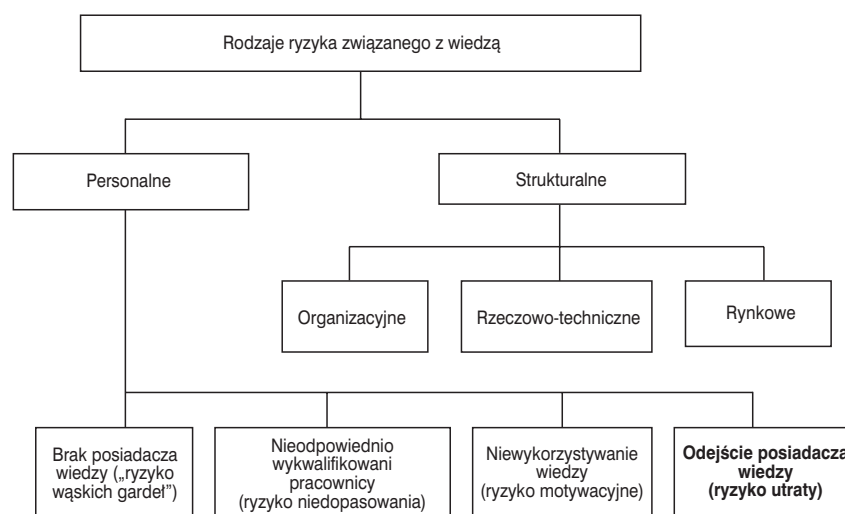 Rodzaje ryzyka związanego z wiedzą
Personalne
Strukturalne
Organizacyjne
Rzeczowo-techniczne
Rynkowe
Brak posiadacza
wiedzy („ryzyko
wąskich gardeł”)
Nieodpowiednio
wykwalifikowani
pracownicy
(ryzyko niedopasowania)
Niewykorzystywanie
wiedzy
(ryzyko motywacyjne)
Odejście posiadacza
wiedzy
(ryzyko utraty)